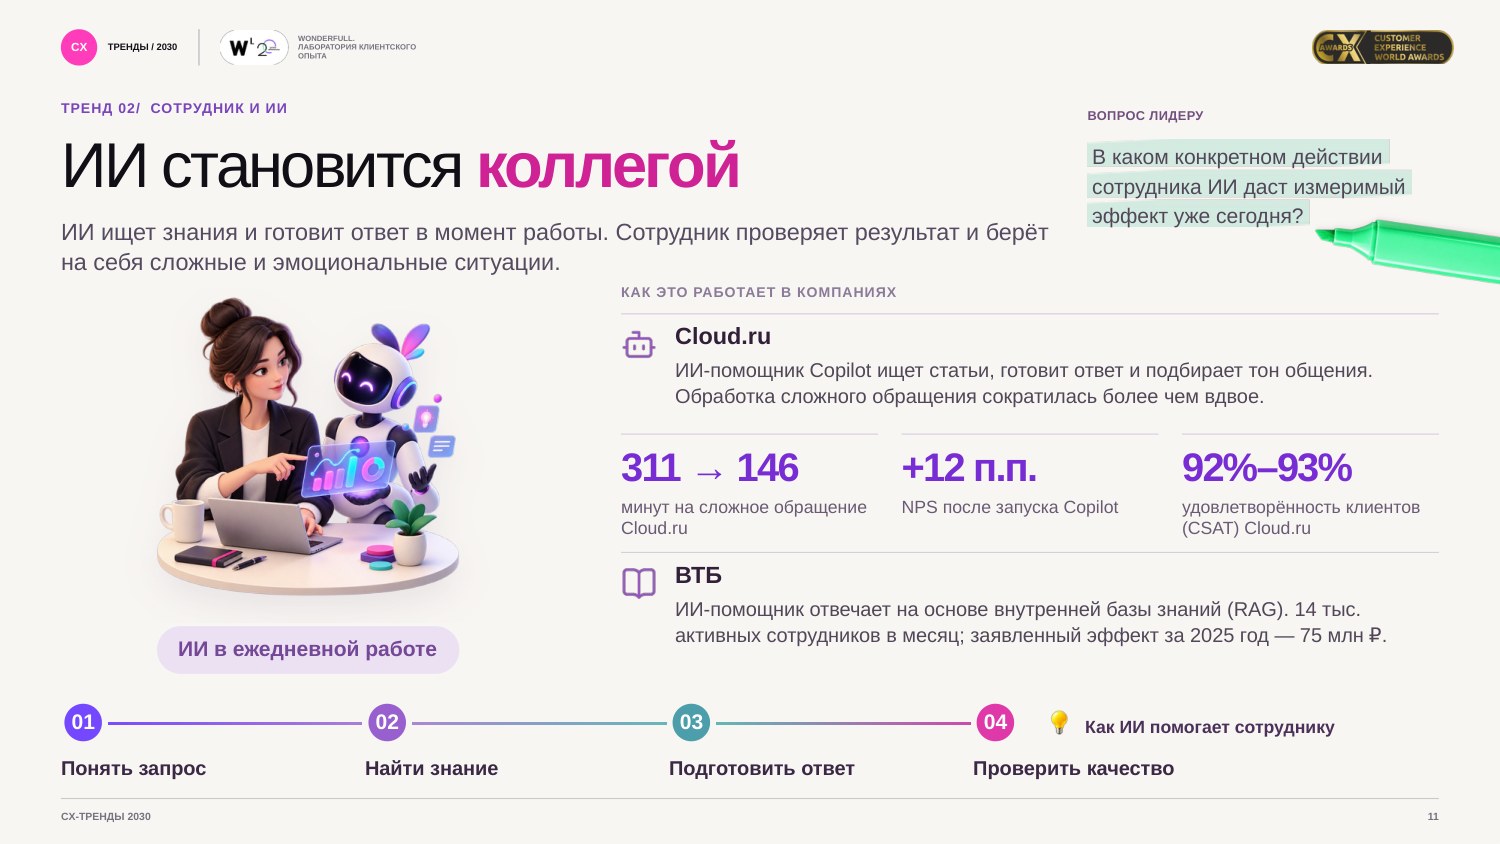 CX
ТРЕНДЫ / 2030
WONDERFULL.
ЛАБОРАТОРИЯ КЛИЕНТСКОГО
ОПЫТА
CX AWARDS
CUSTOMER
EXPERIENCE
WORLD AWARDS
ТРЕНД 02/ СОТРУДНИК И ИИ
ИИ становится коллегой
ИИ ищет знания и готовит ответ в момент работы. Сотрудник проверяет результат и берёт
на себя сложные и эмоциональные ситуации.
ВОПРОС ЛИДЕРУ
В каком конкретном действии
сотрудника ИИ даст измеримый
эффект уже сегодня?
КАК ЭТО РАБОТАЕТ В КОМПАНИЯХ
Cloud.ru
ИИ-помощник Copilot ищет статьи, готовит ответ и подбирает тон общения.
Обработка сложного обращения сократилась более чем вдвое.
311 → 146
минут на сложное обращение
Cloud.ru
+12 п.п.
NPS после запуска Copilot
92%–93%
удовлетворённость клиентов
(CSAT) Cloud.ru
ВТБ
ИИ-помощник отвечает на основе внутренней базы знаний (RAG). 14 тыс.
активных сотрудников в месяц; заявленный эффект за 2025 год — 75 млн ₽.
ИИ в ежедневной работе
01
Понять запрос
02
Найти знание
03
Подготовить ответ
04
Проверить качество
Как ИИ помогает сотруднику
CX-ТРЕНДЫ 2030
11